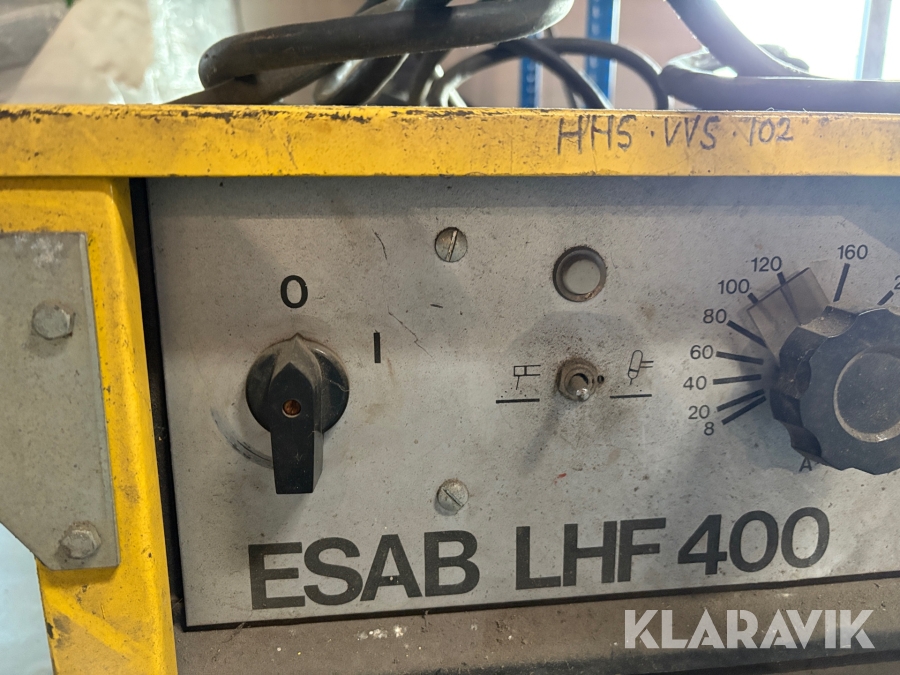 HHS · VVS · 102
0
I
8
20
40
60
80
100
120
160
A
ESAB LHF 400
KLARAVIK